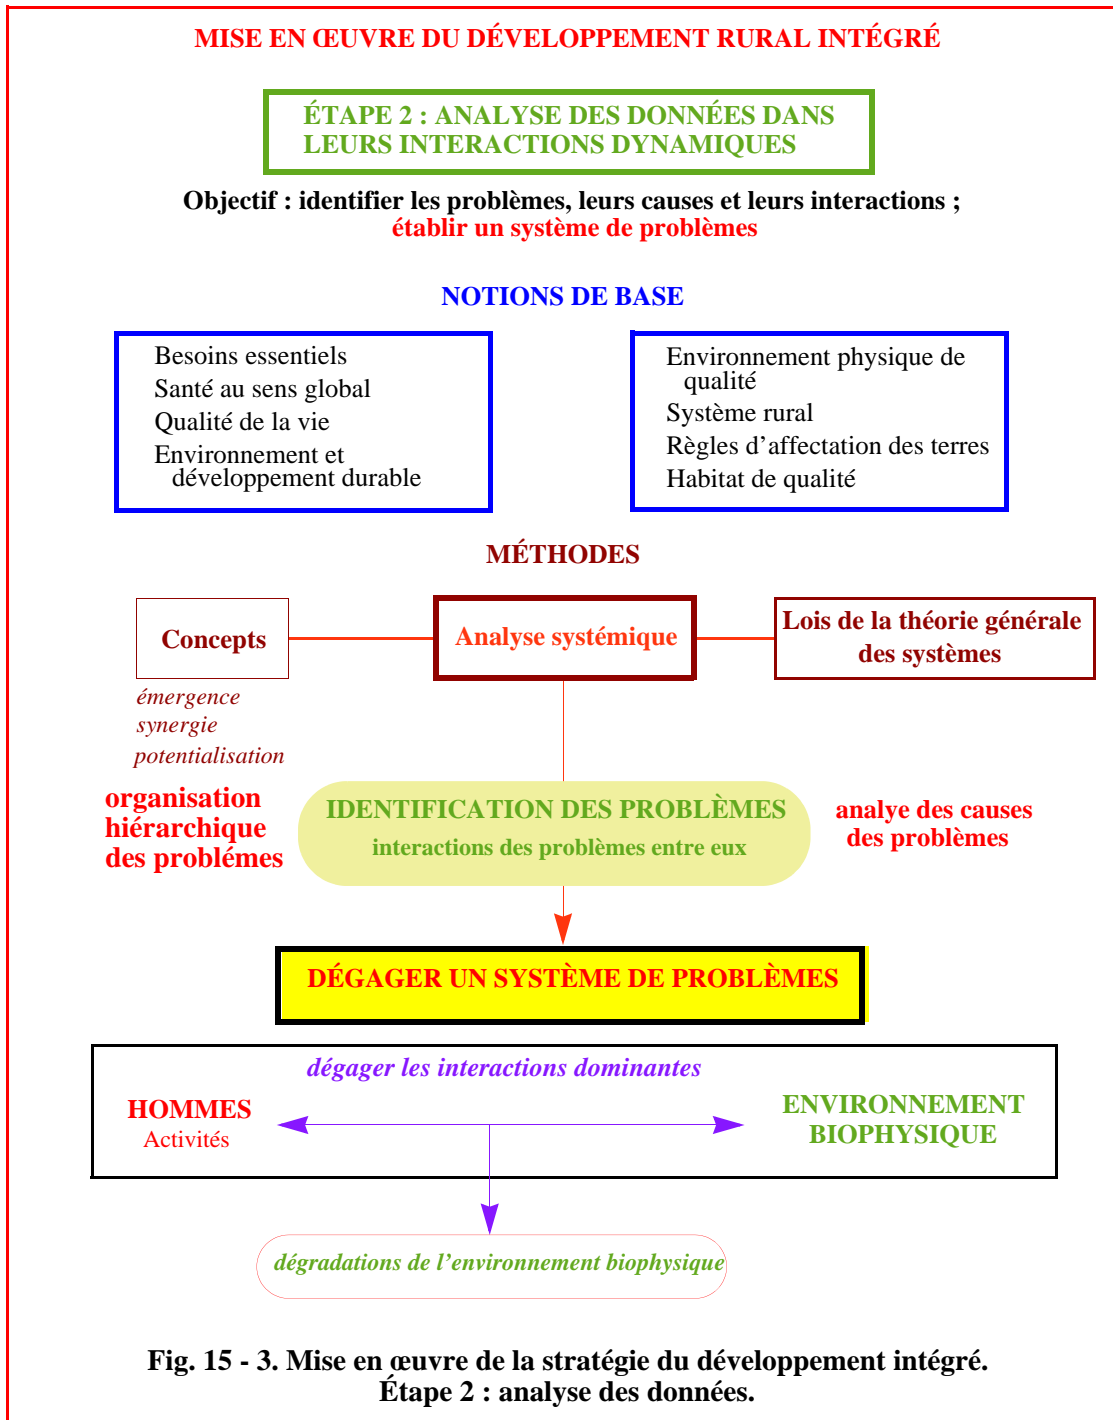 MISE EN ŒUVRE DU DÉVELOPPEMENT RURAL INTÉGRÉ
ÉTAPE 2 : ANALYSE DES DONNÉES DANS
LEURS INTERACTIONS DYNAMIQUES
Objectif : identifier les problèmes, leurs causes et leurs interactions ;
établir un système de problèmes
NOTIONS DE BASE
Besoins essentiels
Santé au sens global
Qualité de la vie
Environnement et
développement durable
Environnement physique de
qualité
Système rural
Règles d’affectation des terres
Habitat de qualité
MÉTHODES
Concepts
Analyse systémique
Lois de la théorie générale
des systèmes
émergence
synergie
potentialisation
organisation
hiérarchique
des problémes
IDENTIFICATION DES PROBLÈMES
interactions des problèmes entre eux
analye des causes
des problèmes
DÉGAGER UN SYSTÈME DE PROBLÈMES
dégager les interactions dominantes
HOMMES
Activités
ENVIRONNEMENT
BIOPHYSIQUE
dégradations de l’environnement biophysique
Fig. 15 - 3. Mise en œuvre de la stratégie du développement intégré.
Étape 2 : analyse des données.